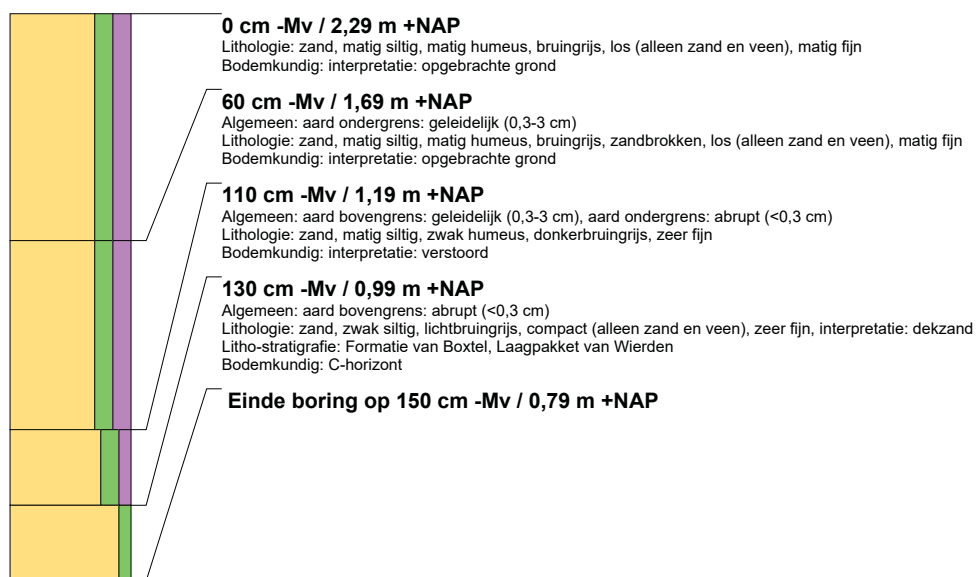 0 cm -Mv / 2,29 m +NAP
Lithologie: zand, matig siltig, matig humeus, bruingrijs, los (alleen zand en veen), matig fijn
Bodemkundig: interpretatie: opgebrachte grond
60 cm -Mv / 1,69 m +NAP
Algemeen: aard ondergrens: geleidelijk (0,3-3 cm)
Lithologie: zand, matig siltig, matig humeus, bruingrijs, zandbrokken, los (alleen zand en veen), matig fijn
Bodemkundig: interpretatie: opgebrachte grond
110 cm -Mv / 1,19 m +NAP
Algemeen: aard bovengrens: geleidelijk (0,3-3 cm), aard ondergrens: abrupt (<0,3 cm)
Lithologie: zand, matig siltig, zwak humeus, donkerbruingrijs, zeer fijn
Bodemkundig: interpretatie: verstoord
130 cm -Mv / 0,99 m +NAP
Algemeen: aard bovengrens: abrupt (<0,3 cm)
Lithologie: zand, zwak siltig, lichtbruingrijs, compact (alleen zand en veen), zeer fijn, interpretatie: dekzand
Litho-stratigrafie: Formatie van Boxtel, Laagpakket van Wierden
Bodemkundig: C-horizont
Einde boring op 150 cm -Mv / 0,79 m +NAP